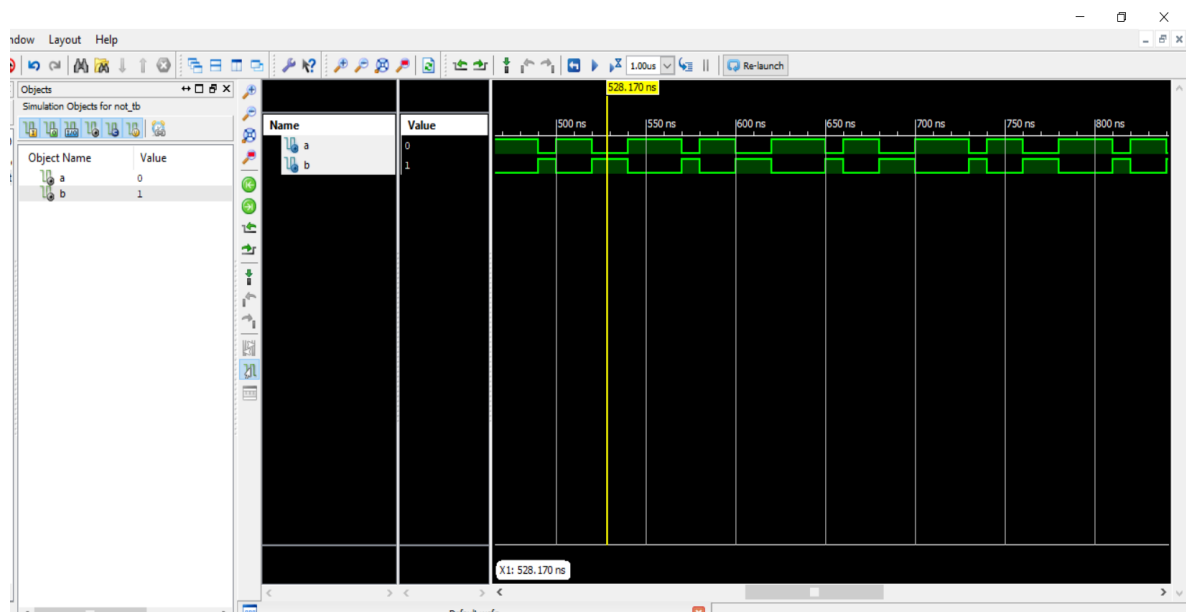 ndow Layout Help
1.00us
Re-launch
Objects
Simulation Objects for not_tb
Object Name Value
a 0
b 1
528.170 ns
Name Value
a 0
b 1
500 ns 550 ns 600 ns 650 ns 700 ns 750 ns 800 ns
X1: 528.170 ns